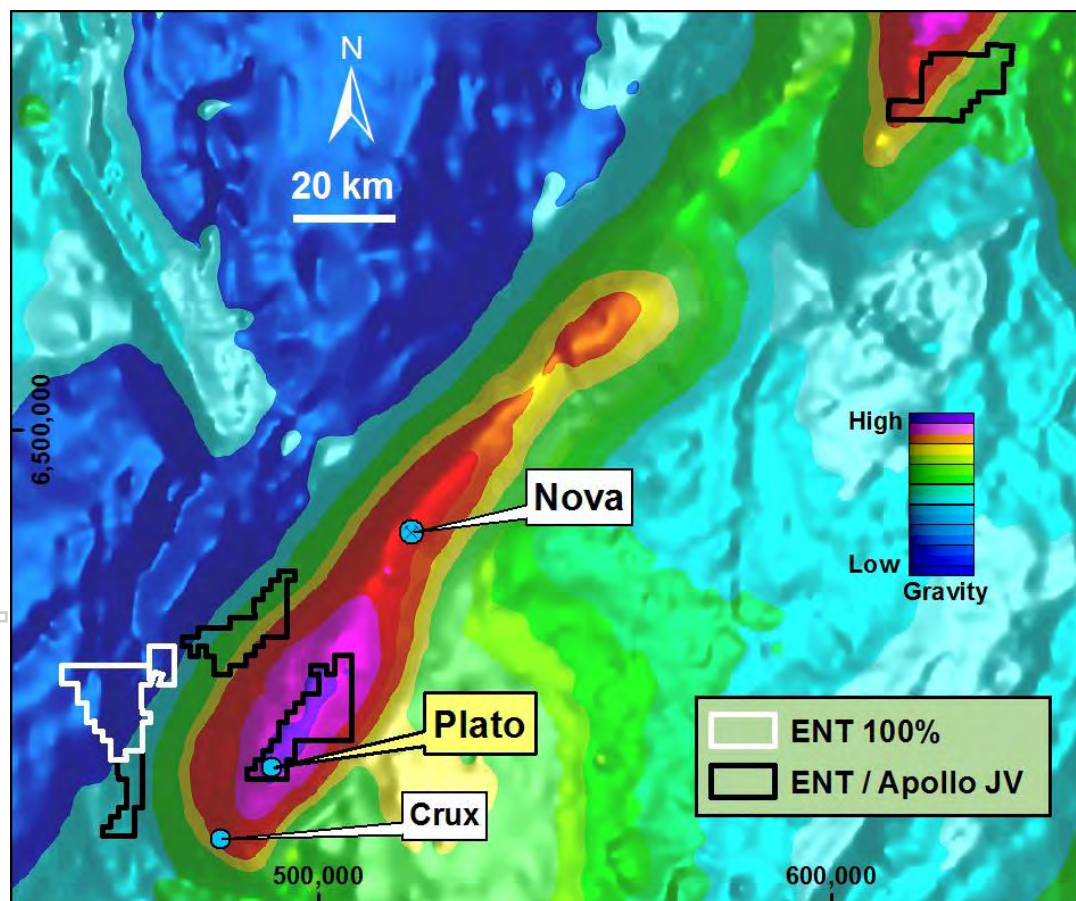 N
20 km
6,500,000
High
Low
Gravity
Nova
Plato
Crux
ENT 100%
ENT / Apollo JV
500,000
600,000